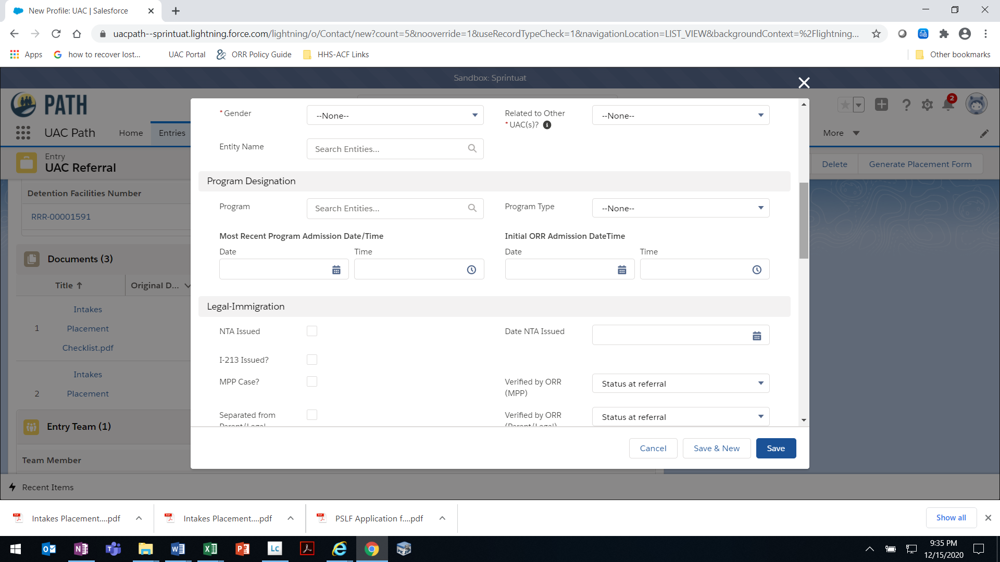 New Profile: UAC | Salesforce
uacpath--sprintuat.lightning.force.com/lightning/o/Contact/new?count=5&nooverride=1&useRecordTypeCheck=1&navigationLocation=LIST_VIEW&backgroundContext=%2Flightning...
Apps
how to recover lost...
UAC Portal
ORR Policy Guide
HHS-ACF Links
Other bookmarks
Sandbox: Sprintuat
PATH
2
UAC Path
Home
Entries
More
Entry
UAC Referral
Delete
Generate Placement Form
Detention Facilities Number
RRR-00001591
Documents (3)
Title
Original D...
1
Intakes
Placement
Checklist.pdf
2
Intakes
Placement
Entry Team (1)
Team Member
Recent Items
*Gender
--None--
Related to Other
*UAC(s)?
--None--
Entity Name
Search Entities...
Program Designation
Program
Search Entities...
Program Type
--None--
Most Recent Program Admission Date/Time
Date
Time
Initial ORR Admission DateTime
Date
Time
Legal-Immigration
NTA Issued
Date NTA Issued
I-213 Issued?
MPP Case?
Verified by ORR
(MPP)
Status at referral
Separated from
Parent/Legal
Verified by ORR
(Parent/Legal)
Status at referral
Cancel
Save & New
Save
Intakes Placement....pdf
Intakes Placement....pdf
PSLF Application f....pdf
Show all
Lc
9:35 PM
12/15/2020